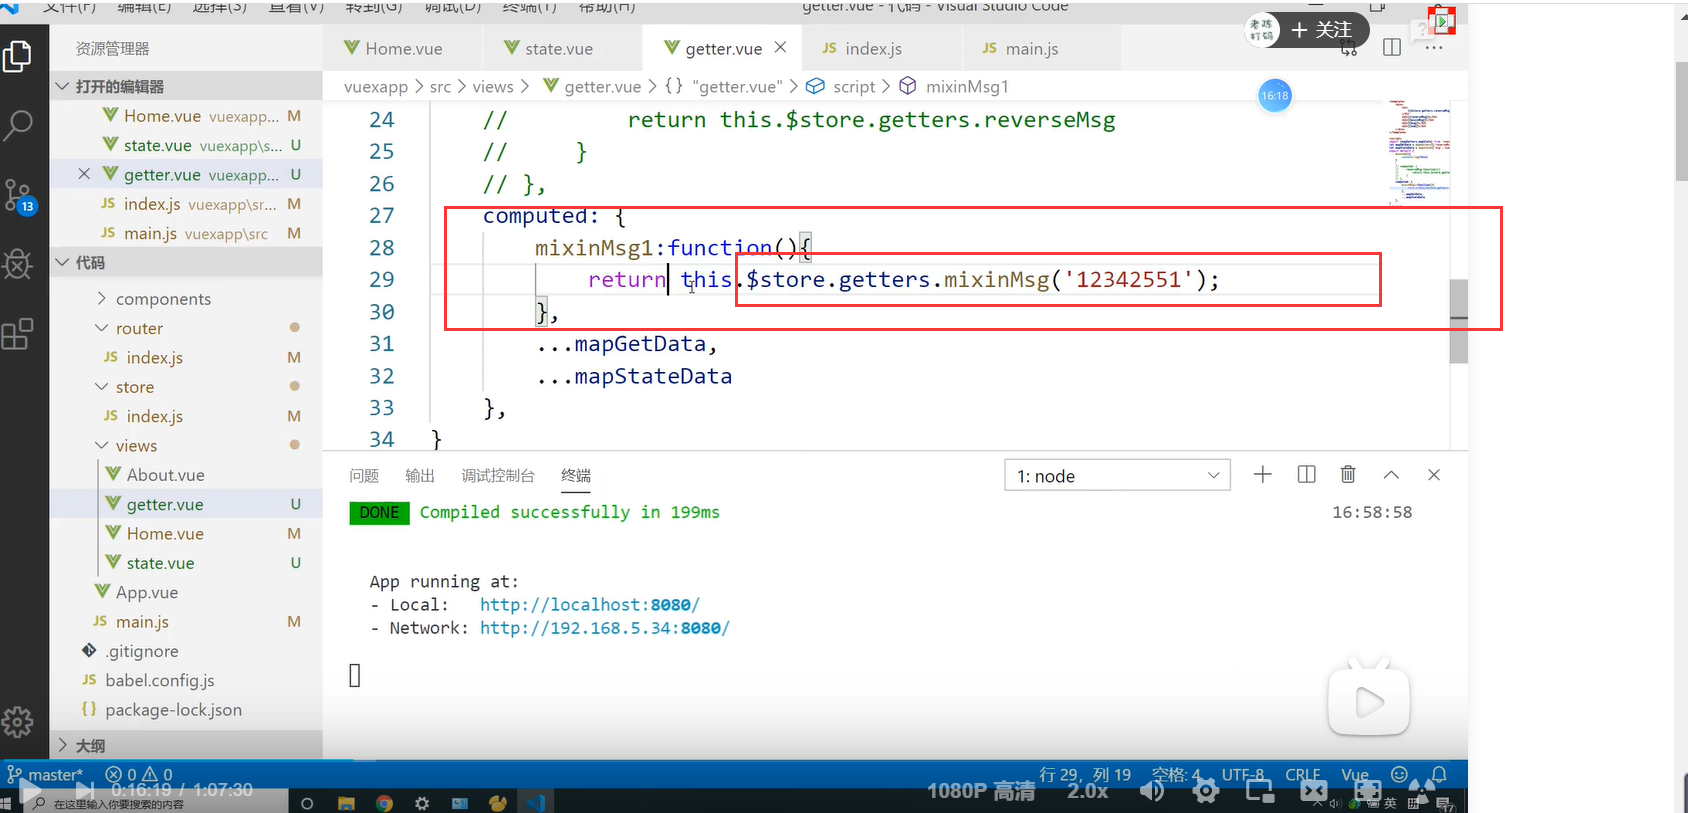 文件(F) 编辑(E) 选择(S) 查看(V) 转到(G) 调试(D) 终端(T) 帮助(H) getter.vue - 代码 - Visual Studio Code
老陈打码 + 关注
资源管理器 Home.vue state.vue getter.vue index.js main.js
打开的编辑器
vuexapp > src > views > getter.vue > {} "getter.vue" > script > mixinMsg1
16:18
Home.vue vuexapp... M
state.vue vuexapp\s... U
getter.vue vuexapp... U
index.js vuexapp\sr... M
main.js vuexapp\src M
13
代码
components
router
index.js M
store
index.js M
views
About.vue
getter.vue U
Home.vue M
state.vue U
App.vue
main.js M
.gitignore
babel.config.js
package-lock.json
大纲
24 // return this.$store.getters.reverseMsg
25 // }
26 // },
27 computed: {
28 mixinMsg1:function(){
29 return this.$store.getters.mixinMsg('12342551');
30 },
31 ...mapGetData,
32 ...mapStateData
33 },
34 }
问题 输出 调试控制台 终端 1: node
DONE Compiled successfully in 199ms 16:58:58
App running at:
- Local: http://localhost:8080/
- Network: http://192.168.5.34:8080/
master* 0 0 行 29，列 19 空格: 4 UTF-8 CRLF Vue
0:16:19 / 1:07:30 1080P 高清 2.0x
在这里输入你要搜索的内容 英 17